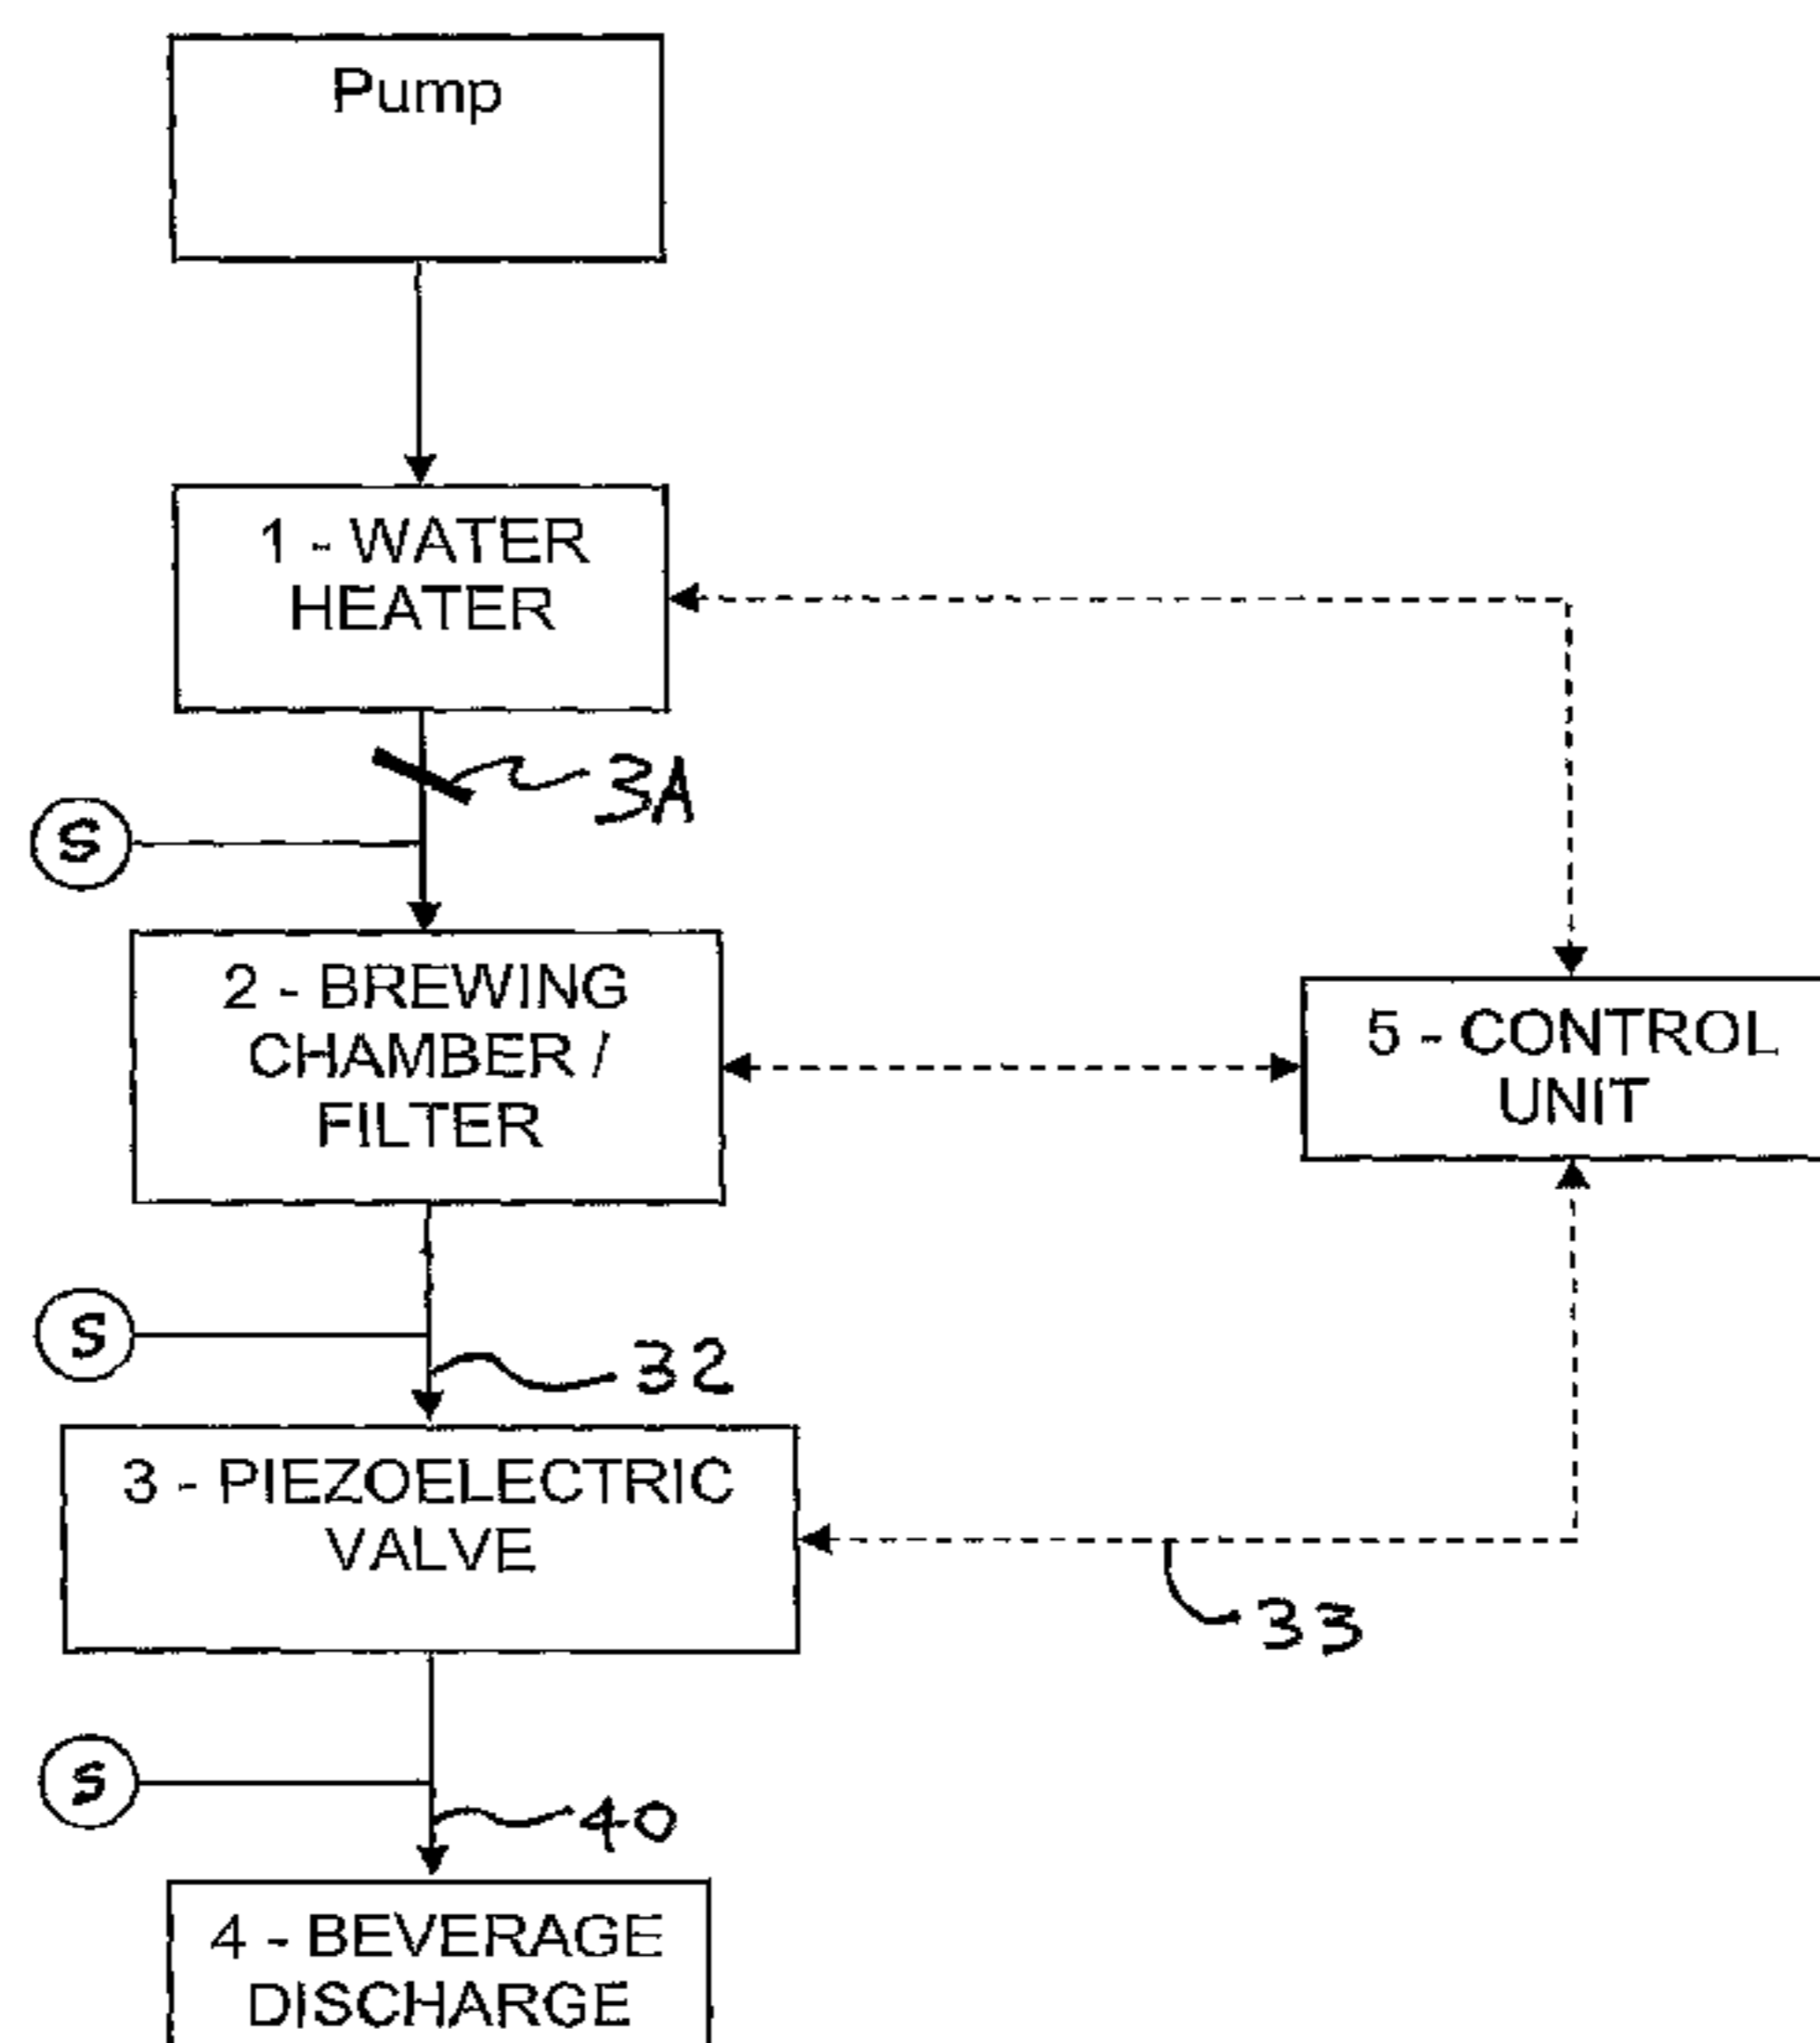 Pump
1 - WATER
HEATER
3A
S
2 - BREWING
CHAMBER /
FILTER
5 - CONTROL
UNIT
S
32
3 - PIEZOELECTRIC
VALVE
33
S
40
4 - BEVERAGE
DISCHARGE